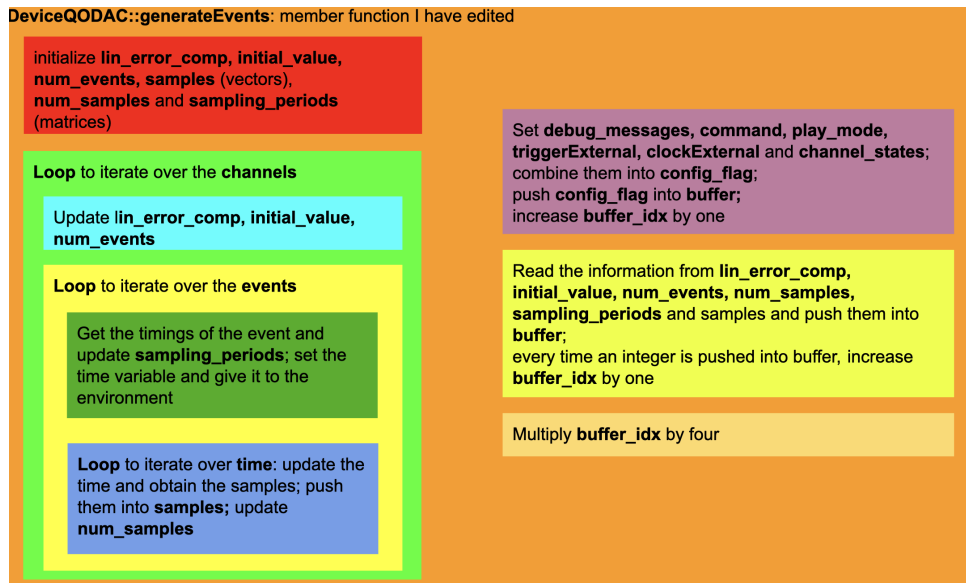 DeviceQODAC::generateEvents: member function I have edited
initialize lin_error_comp, initial_value,
num_events, samples (vectors),
num_samples and sampling_periods
(matrices)
Loop to iterate over the channels
Update lin_error_comp, initial_value,
num_events
Loop to iterate over the events
Get the timings of the event and
update sampling_periods; set the
time variable and give it to the
environment
Loop to iterate over time: update the
time and obtain the samples; push
them into samples; update
num_samples
Set debug_messages, command, play_mode,
triggerExternal, clockExternal and channel_states;
combine them into config_flag;
push config_flag into buffer;
increase buffer_idx by one
Read the information from lin_error_comp,
initial_value, num_events, num_samples,
sampling_periods and samples and push them into
buffer;
every time an integer is pushed into buffer, increase
buffer_idx by one
Multiply buffer_idx by four